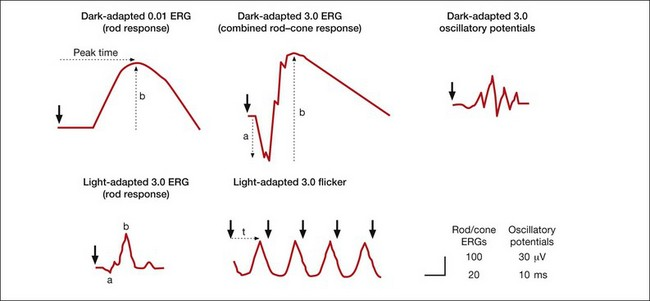 Dark-adapted 0.01 ERG
(rod response)
Dark-adapted 3.0 ERG
(combined rod–cone response)
Dark-adapted 3.0
oscillatory potentials
Peak time
b
a
b
Light-adapted 3.0 ERG
(rod response)
Light-adapted 3.0 flicker
b
a
t
Rod/cone
ERGs
Oscillatory
potentials
100
30 μV
20
10 ms